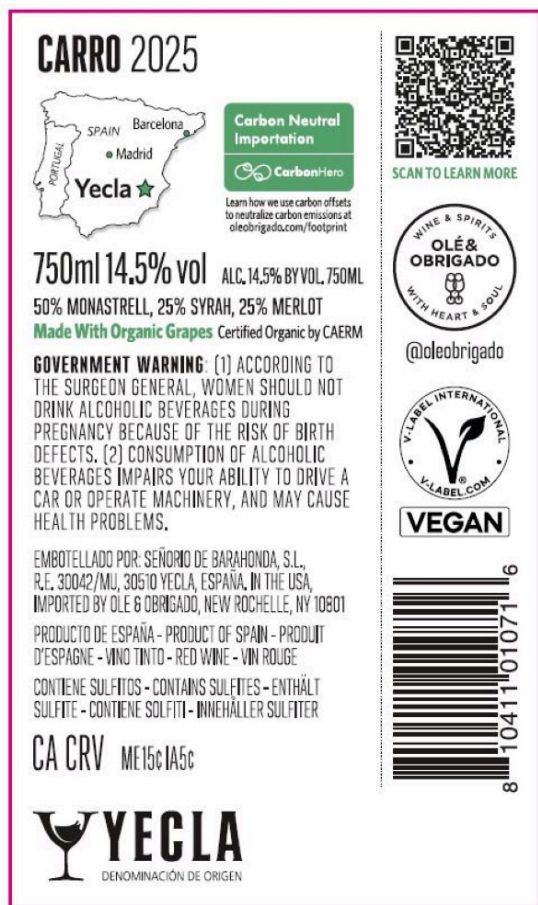 CARRO 2025
SPAIN
Barcelona
Madrid
PORTUGAL
Yecla
Carbon Neutral
Importation
CarbonHero
Learn how we use carbon offsets
to neutralize carbon emissions at
oleobrigado.com/footprint
750ml 14.5% vol ALC. 14.5% BY VOL. 750ML
50% MONASTRELL, 25% SYRAH, 25% MERLOT
Made With Organic Grapes Certified Organic by CAERM
GOVERNMENT WARNING: (1) ACCORDING TO
THE SURGEON GENERAL, WOMEN SHOULD NOT
DRINK ALCOHOLIC BEVERAGES DURING
PREGNANCY BECAUSE OF THE RISK OF BIRTH
DEFECTS. (2) CONSUMPTION OF ALCOHOLIC
BEVERAGES IMPAIRS YOUR ABILITY TO DRIVE A
CAR OR OPERATE MACHINERY, AND MAY CAUSE
HEALTH PROBLEMS.
EMBOTELLADO POR: SEÑORIO DE BARAHONDA, S.L.,
R.E. 30042/MU, 30510 YECLA, ESPAÑA. IN THE USA,
IMPORTED BY OLE & OBRIGADO, NEW ROCHELLE, NY 10801
PRODUCTO DE ESPAÑA - PRODUCT OF SPAIN - PRODUIT
D'ESPAGNE - VINO TINTO - RED WINE - VIN ROUGE
CONTIENE SULFITOS - CONTAINS SULFITES - ENTHÄLT
SULFITE - CONTIENE SOLFITI - INNEHÅLLER SULFITER
CA CRV ME15¢ IA5¢
YECLA
DENOMINACIÓN DE ORIGEN
SCAN TO LEARN MORE
WINE & SPIRITS
OLÉ &
OBRIGADO
WITH HEART & SOUL
@oleobrigado
V-LABEL INTERNATIONAL
V-LABEL.COM
®
VEGAN
8 10411 01071 6